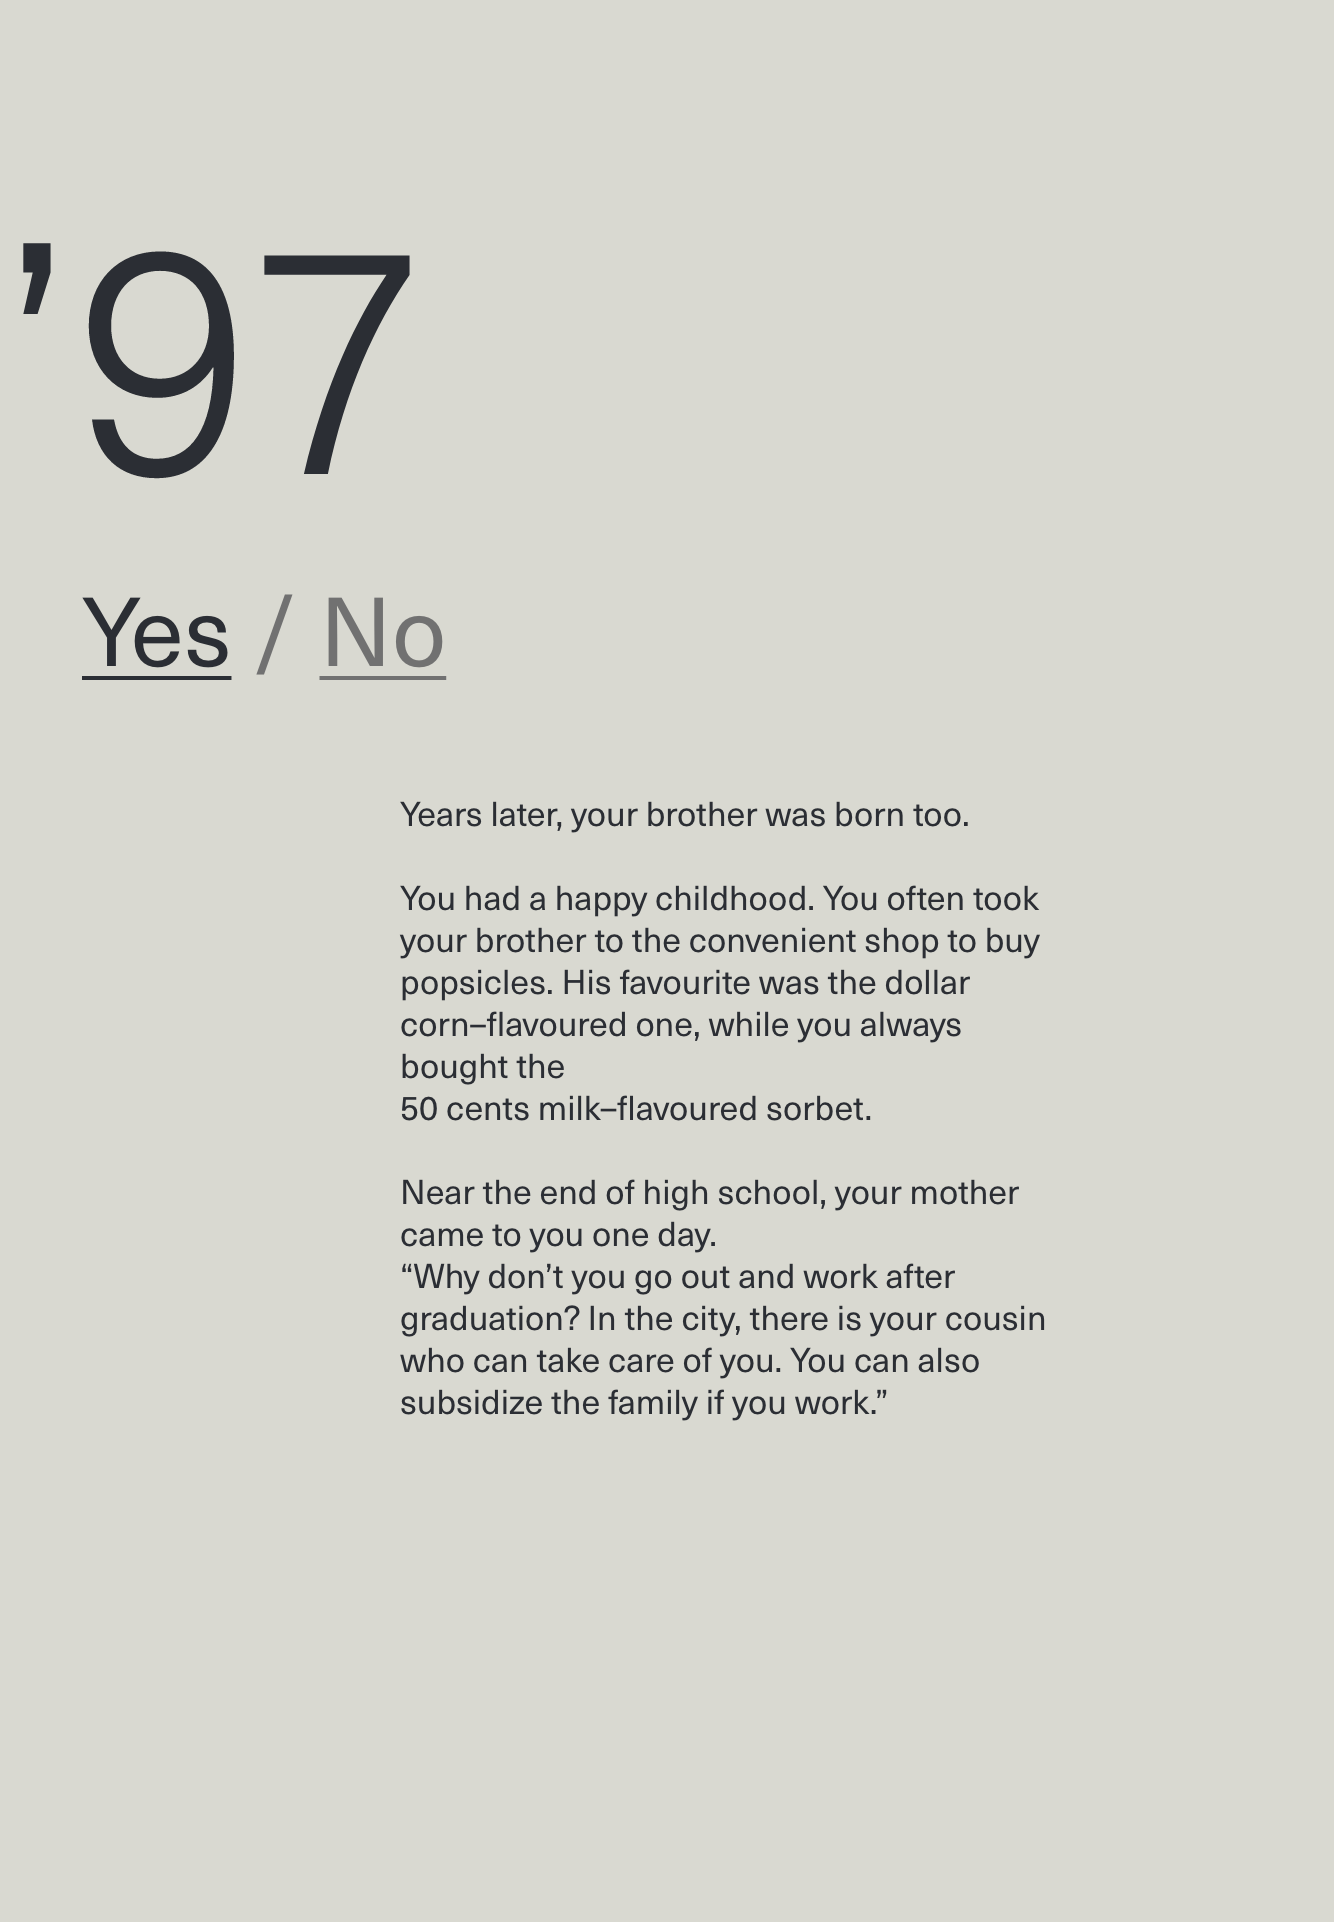 ’97
Yes / No
Years later, your brother was born too.
You had a happy childhood. You often took
your brother to the convenient shop to buy
popsicles. His favourite was the dollar
corn–flavoured one, while you always
bought the
50 cents milk–flavoured sorbet.
Near the end of high school, your mother
came to you one day.
“Why don’t you go out and work after
graduation? In the city, there is your cousin
who can take care of you. You can also
subsidize the family if you work.”